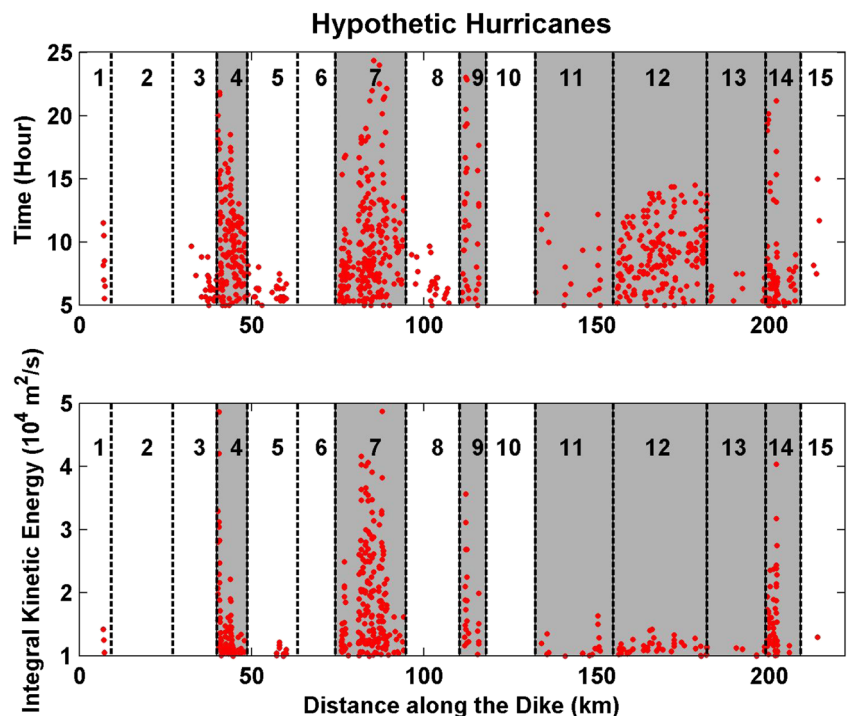 Hypothetic Hurricanes
Time (Hour)
25
20
15
10
5
1 2 3 4 5 6 7 8 9 10 11 12 13 14 15
0 50 100 150 200
Integral Kinetic Energy (10⁴ m²/s)
5
4
3
2
1
1 2 3 4 5 6 7 8 9 10 11 12 13 14 15
0 50 100 150 200
Distance along the Dike (km)